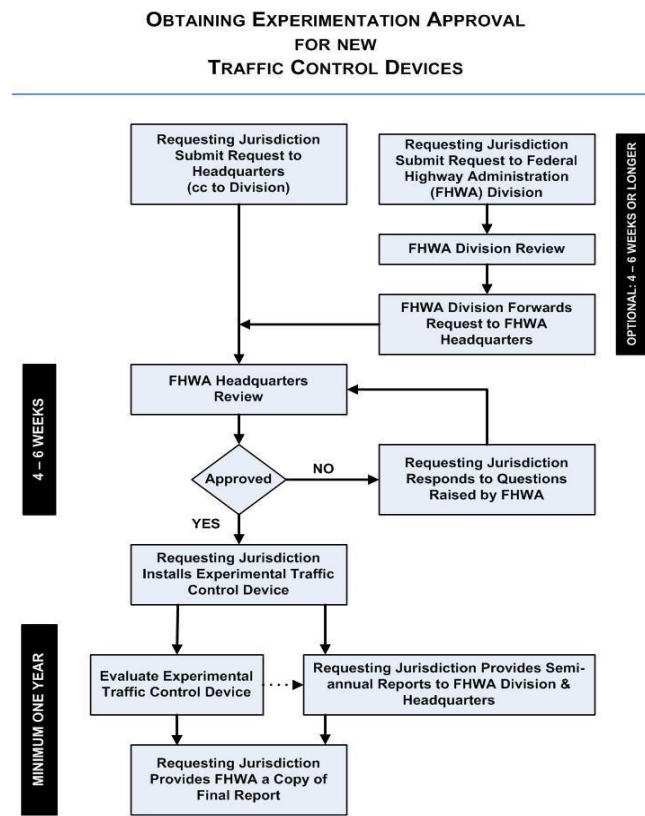 OBTAINING EXPERIMENTATION APPROVAL
FOR NEW
TRAFFIC CONTROL DEVICES
Requesting Jurisdiction
Submit Request to
Headquarters
(cc to Division)
Requesting Jurisdiction
Submit Request to Federal
Highway Administration
(FHWA) Division
OPTIONAL: 4 – 6 WEEKS OR LONGER
FHWA Division Review
FHWA Division Forwards
Request to FHWA
Headquarters
4 – 6 WEEKS
FHWA Headquarters
Review
Approved
NO
Requesting Jurisdiction
Responds to Questions
Raised by FHWA
YES
Requesting Jurisdiction
Installs Experimental Traffic
Control Device
MINIMUM ONE YEAR
Evaluate Experimental
Traffic Control Device
Requesting Jurisdiction Provides Semi-
annual Reports to FHWA Division &
Headquarters
Requesting Jurisdiction
Provides FHWA a Copy of
Final Report